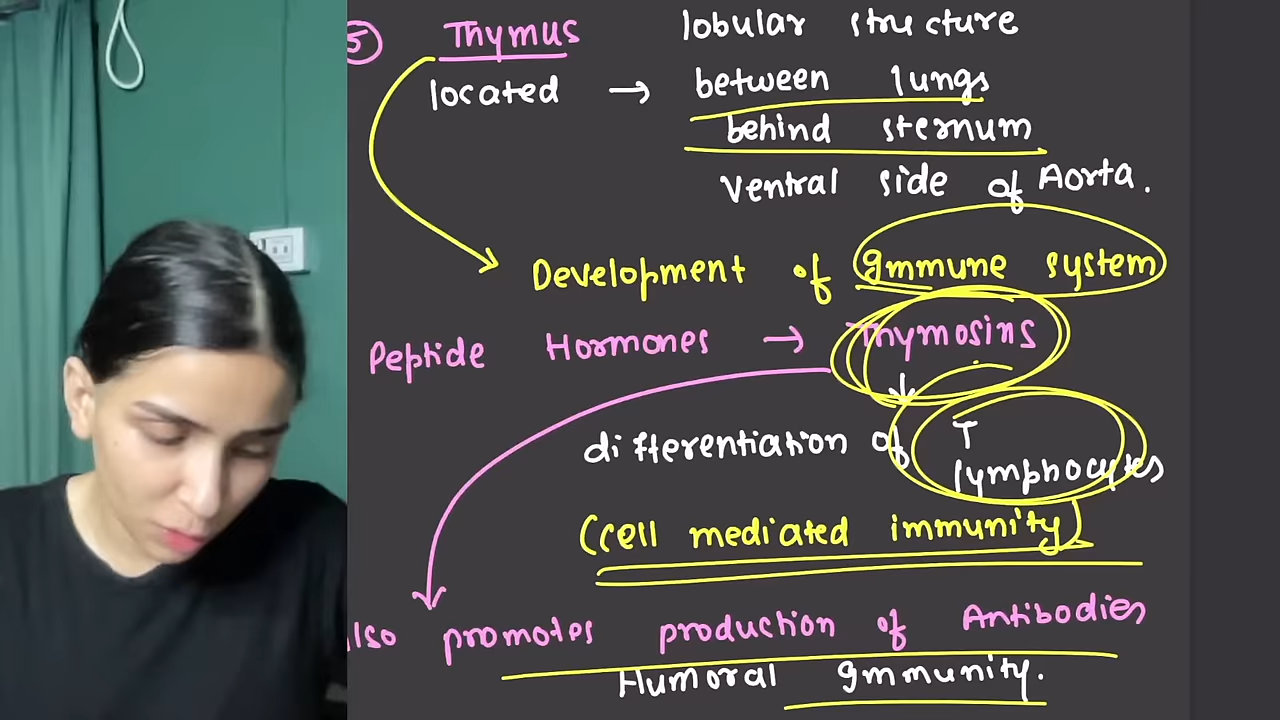 5 Thymus lobular structure
located → between lungs
behind sternum
ventral side of Aorta.
Development of Immune system
Peptide Hormones → Thymosins
↓
differentiation of T
lymphocytes
(cell mediated immunity)
also promotes production of Antibodies
Humoral Immunity.